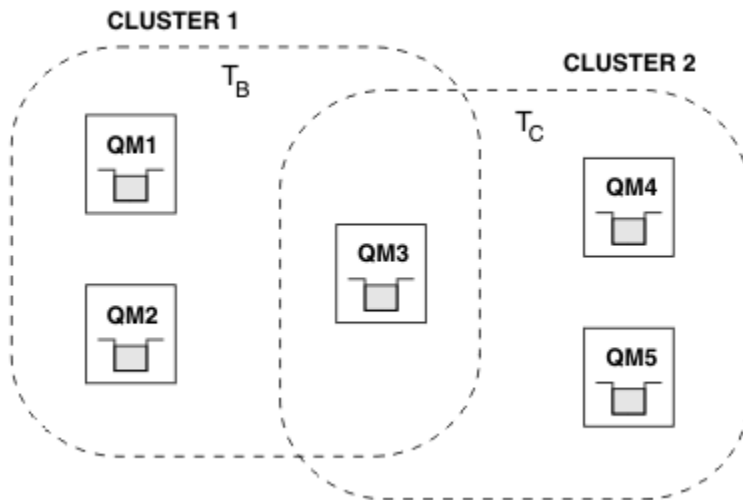 CLUSTER 1
CLUSTER 2
T_B
T_C
QM1
QM4
QM3
QM2
QM5